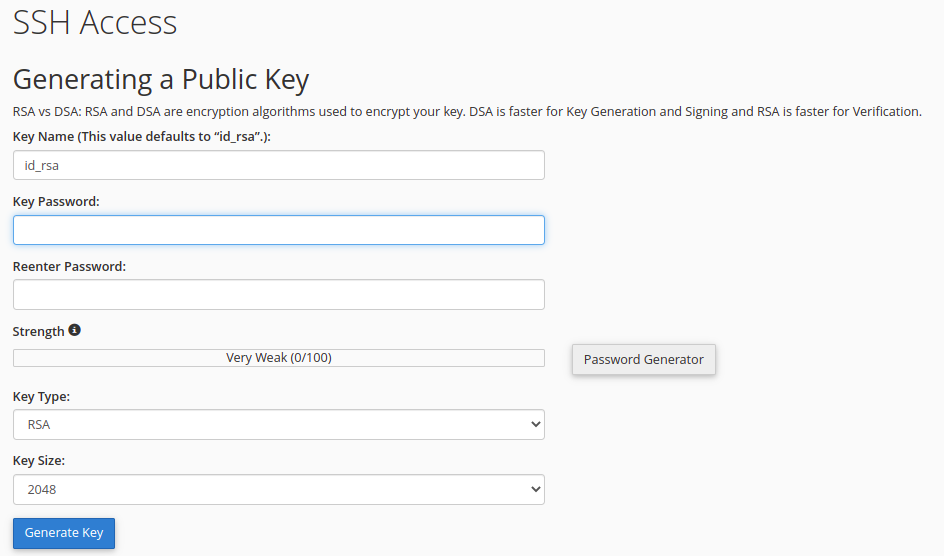 SSH Access
Generating a Public Key
RSA vs DSA: RSA and DSA are encryption algorithms used to encrypt your key. DSA is faster for Key Generation and Signing and RSA is faster for Verification.
Key Name (This value defaults to “id_rsa”.):
id_rsa
Key Password:
Reenter Password:
Strength
Very Weak (0/100)
Password Generator
Key Type:
RSA
Key Size:
2048
Generate Key